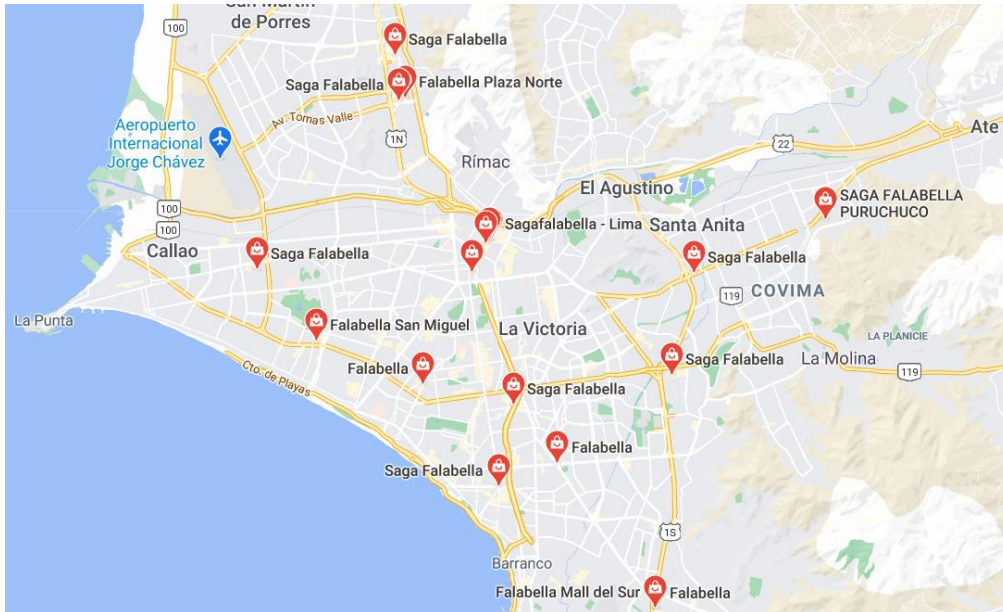 San Martín
de Porres
100
Saga Falabella
Saga Falabella
Falabella Plaza Norte
Av. Tomas Valle
Aeropuerto
Internacional
Jorge Chávez
1N
22
Ate
Rímac
El Agustino
SAGA FALABELLA
PURUCHUCO
100
100
Sagafalabella - Lima
Santa Anita
Callao
Saga Falabella
Saga Falabella
119
COVIMA
La Punta
Falabella San Miguel
La Victoria
LA PLANICIE
Saga Falabella
La Molina
119
Falabella
Cto. de Playas
Saga Falabella
Falabella
Saga Falabella
1S
Barranco
Falabella Mall del Sur
Falabella